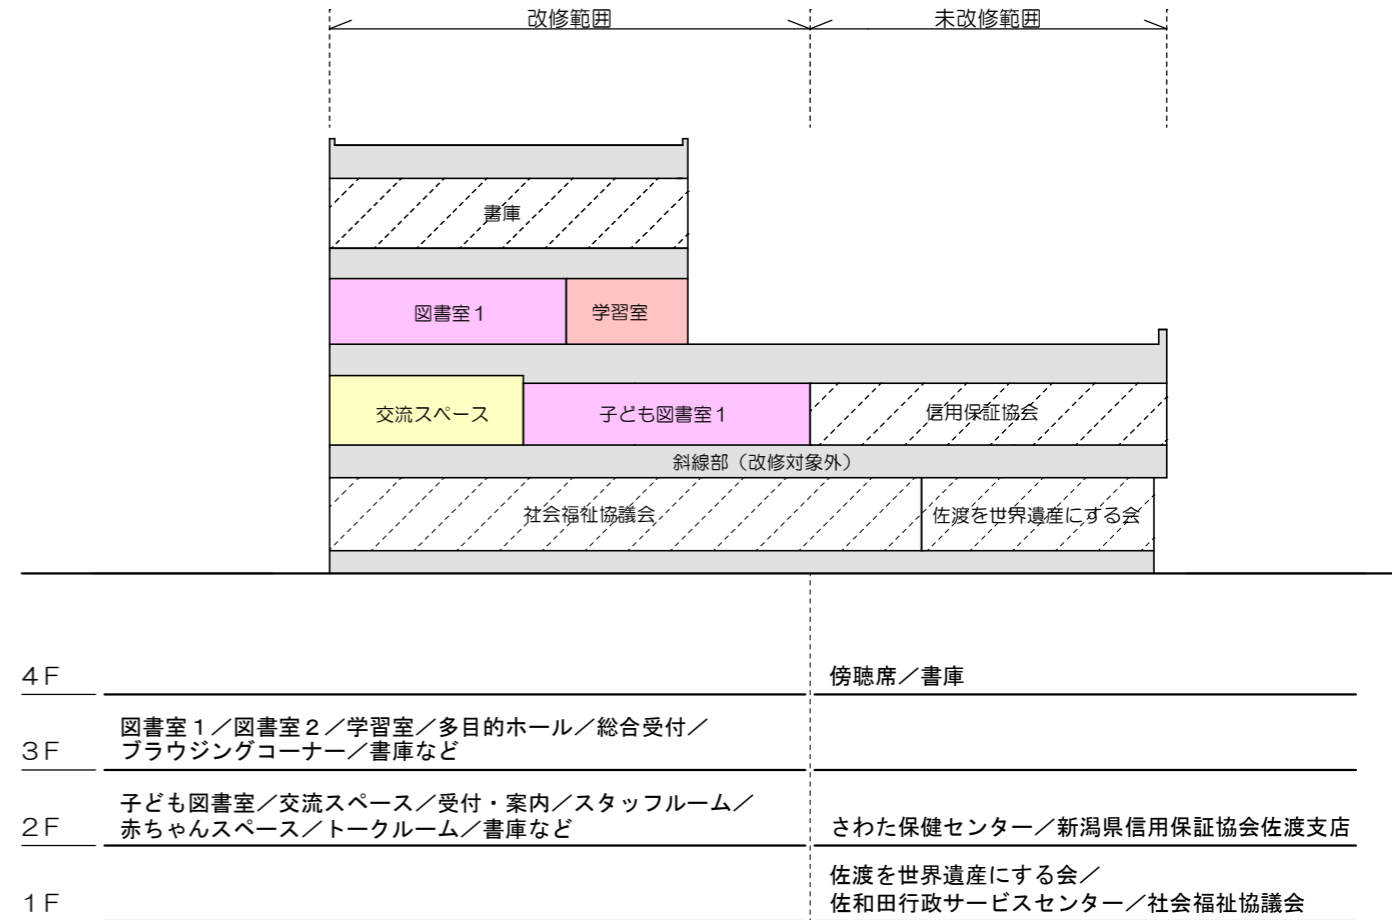 改修範囲
未改修範囲
書庫
図書室1
学習室
交流スペース
子ども図書室1
信用保証協会
斜線部（改修対象外）
社会福祉協議会
佐渡を世界遺産にする会
4F
傍聴席／書庫
3F
図書室1／図書室2／学習室／多目的ホール／総合受付／
ブラウジングコーナー／書庫など
2F
子ども図書室／交流スペース／受付・案内／スタッフルーム／
赤ちゃんスペース／トークルーム／書庫など
さわた保健センター／新潟県信用保証協会佐渡支店
1F
佐渡を世界遺産にする会／
佐和田行政サービスセンター／社会福祉協議会